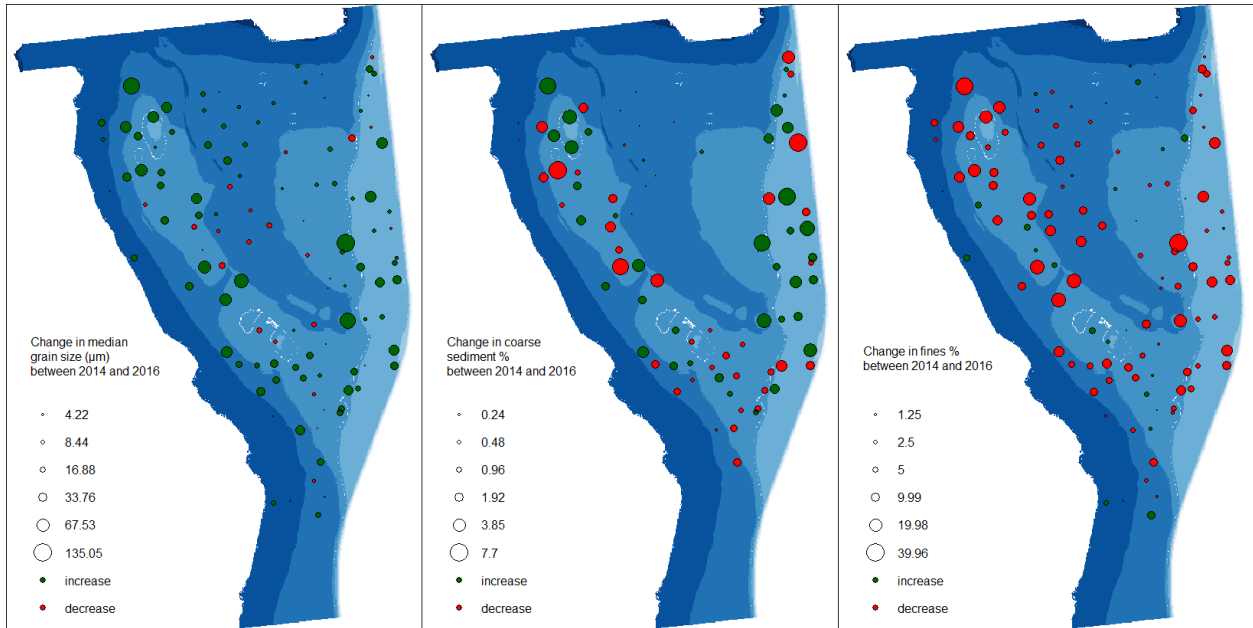 Change in median
grain size (µm)
between 2014 and 2016
4.22
8.44
16.88
33.76
67.53
135.05
increase
decrease
Change in coarse
sediment %
between 2014 and 2016
0.24
0.48
0.96
1.92
3.85
7.7
increase
decrease
Change in fines %
between 2014 and 2016
1.25
2.5
5
9.99
19.98
39.96
increase
decrease